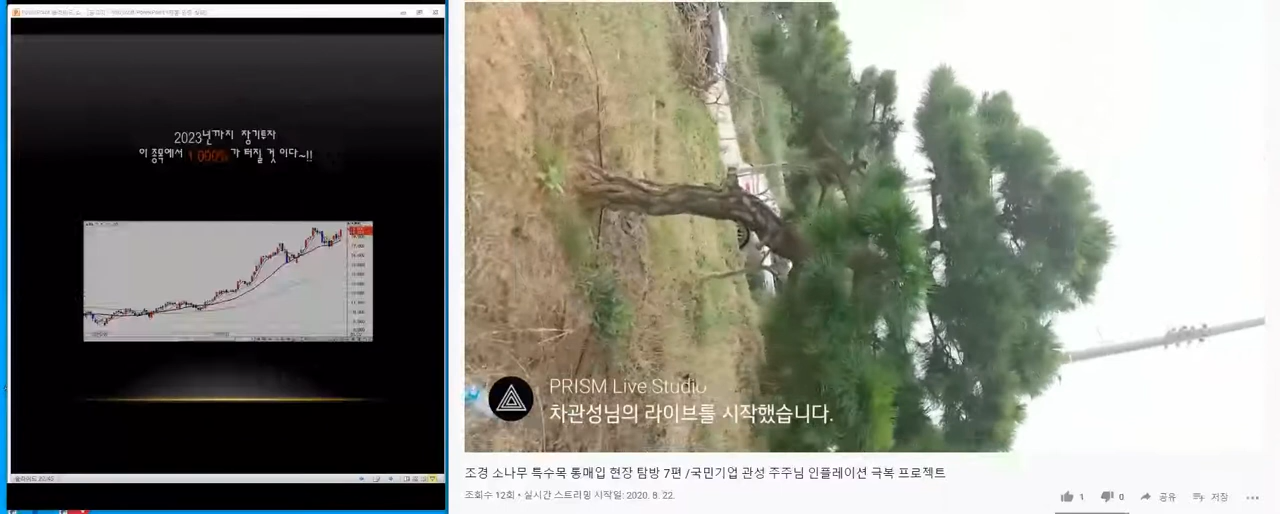 2023년까지 장기투자
이 종목에서 1,000% 가 터질 것 이다~!!
PRISM Live Studio
차관성님의 라이브를 시작했습니다.
조경 소나무 특수목 통매입 현장 탐방 7편 /국민기업 관성 주주님 인플레이션 극복 프로젝트
조회수 12회 • 실시간 스트리밍 시작일: 2020. 8. 22.
1 0 공유 저장